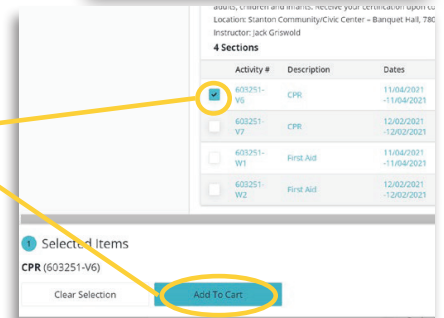 adults, children and infants. Receive your certification upon co
Location: Stanton Community/Civic Center – Banquet Hall, 780
Instructor: Jack Griswold
4 Sections
Activity # Description Dates
603251-V6 CPR 11/04/2021 -11/04/2021
603251-V7 CPR 12/02/2021 -12/02/2021
603251-W1 First Aid 11/04/2021 -11/04/2021
603251-W2 First Aid 12/02/2021 -12/02/2021
1 Selected Items
CPR (603251-V6)
Clear Selection Add To Cart